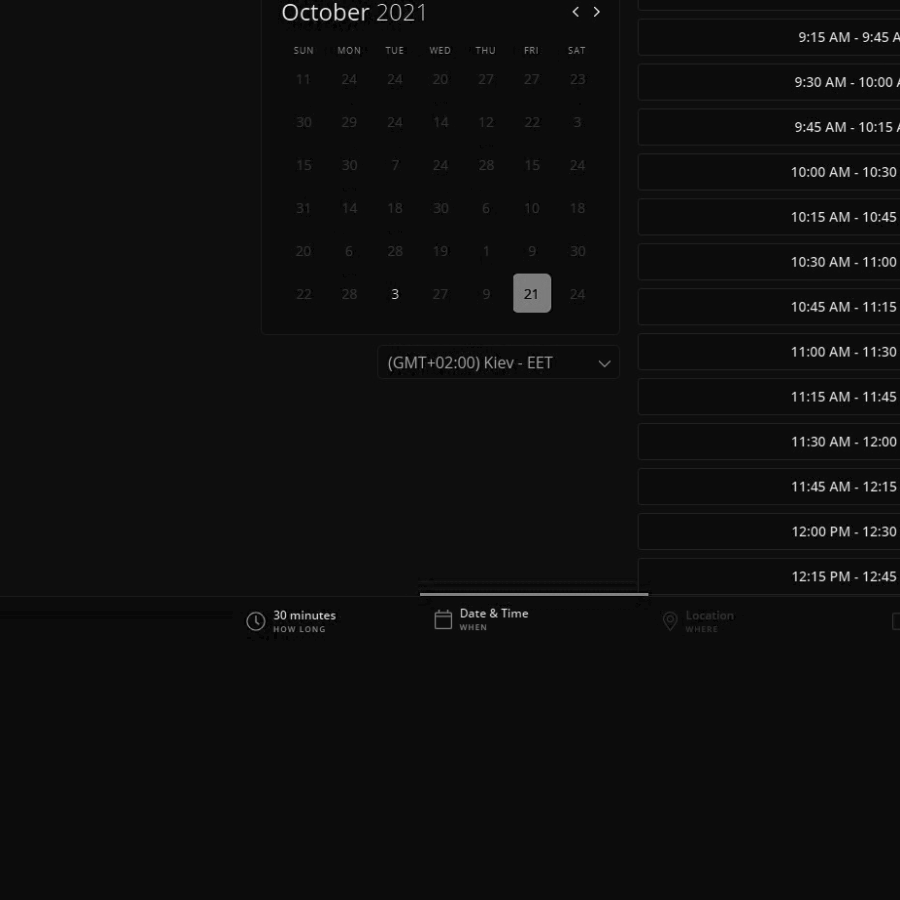 October 2021
SUN MON TUE WED THU FRI SAT
11 24 24 20 27 27 23
30 29 24 14 12 22 3
15 30 7 24 28 15 24
31 14 18 30 6 10 18
20 6 28 19 1 9 30
22 28 3 27 9 21 24
(GMT+02:00) Kiev - EET
9:15 AM - 9:45 A
9:30 AM - 10:00 A
9:45 AM - 10:15 A
10:00 AM - 10:30
10:15 AM - 10:45
10:30 AM - 11:00
10:45 AM - 11:15
11:00 AM - 11:30
11:15 AM - 11:45
11:30 AM - 12:00
11:45 AM - 12:15
12:00 PM - 12:30
12:15 PM - 12:45
30 minutes
HOW LONG
Date & Time
WHEN
Location
WHERE